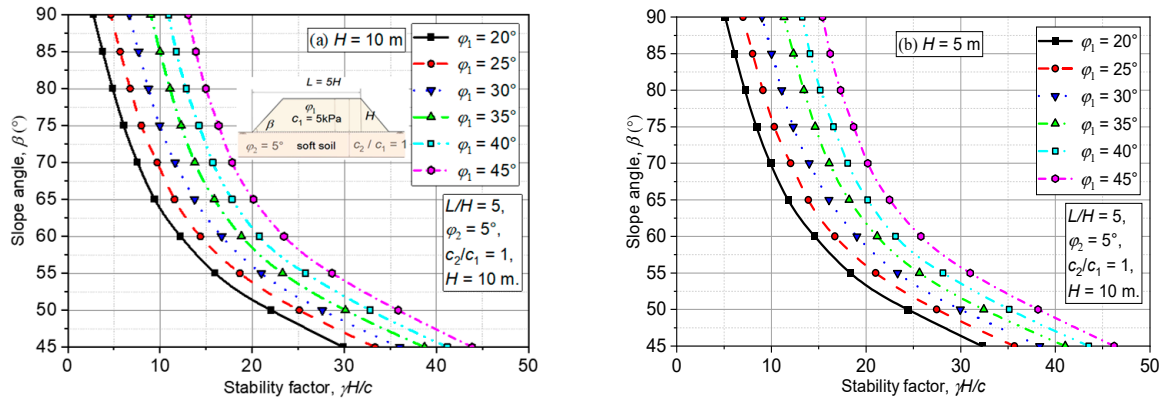 90
85
80
75
70
65
60
55
50
45
Slope angle, β (°)
0 10 20 30 40 50
Stability factor, γH/c
(a) H = 10 m
L = 5H
φ₁
c₁ = 5kPa
β
H
φ₂ = 5° soft soil c₂ / c₁ = 1
φ₁ = 20°
φ₁ = 25°
φ₁ = 30°
φ₁ = 35°
φ₁ = 40°
φ₁ = 45°
L/H = 5,
φ₂ = 5°,
c₂/c₁ = 1,
H = 10 m.
90
85
80
75
70
65
60
55
50
45
Slope angle, β (°)
0 10 20 30 40 50
Stability factor, γH/c
(b) H = 5 m
φ₁ = 20°
φ₁ = 25°
φ₁ = 30°
φ₁ = 35°
φ₁ = 40°
φ₁ = 45°
L/H = 5,
φ₂ = 5°,
c₂/c₁ = 1,
H = 10 m.